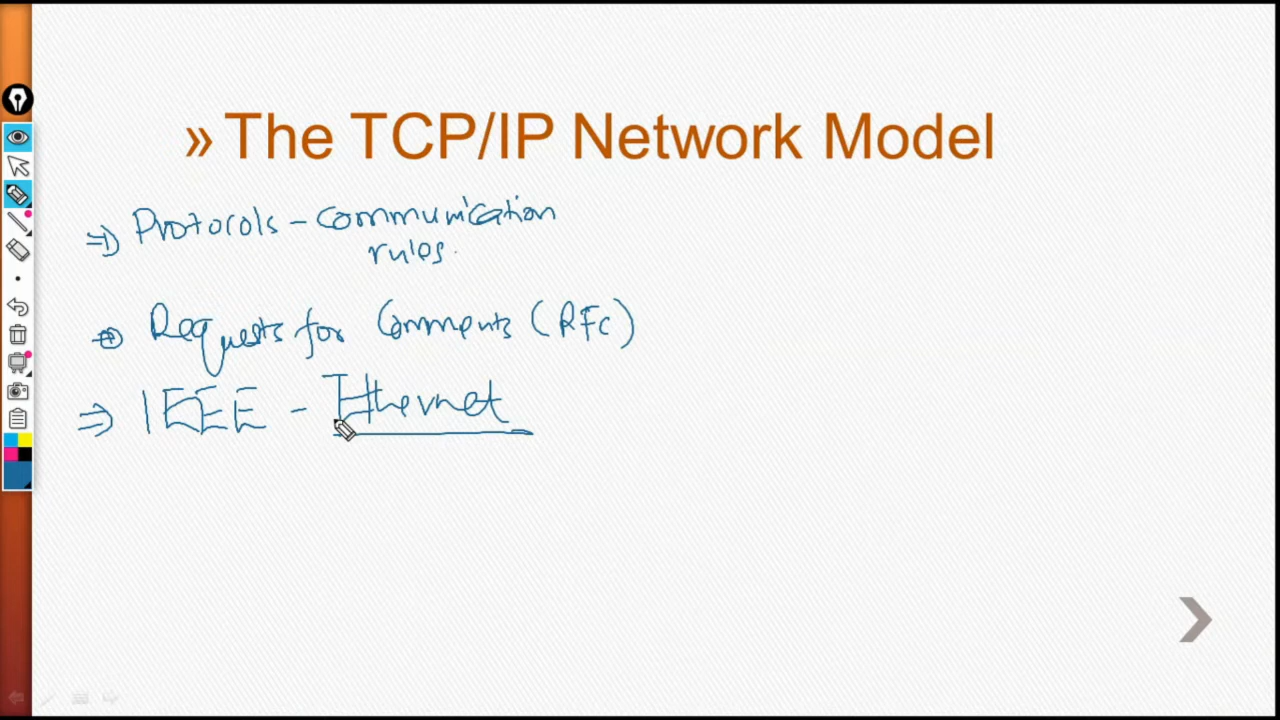 » The TCP/IP Network Model
⇒ Protocols - Communication
rules.
⇒ Requests for Comments (RFC)
⇒ IEEE - Ethernet